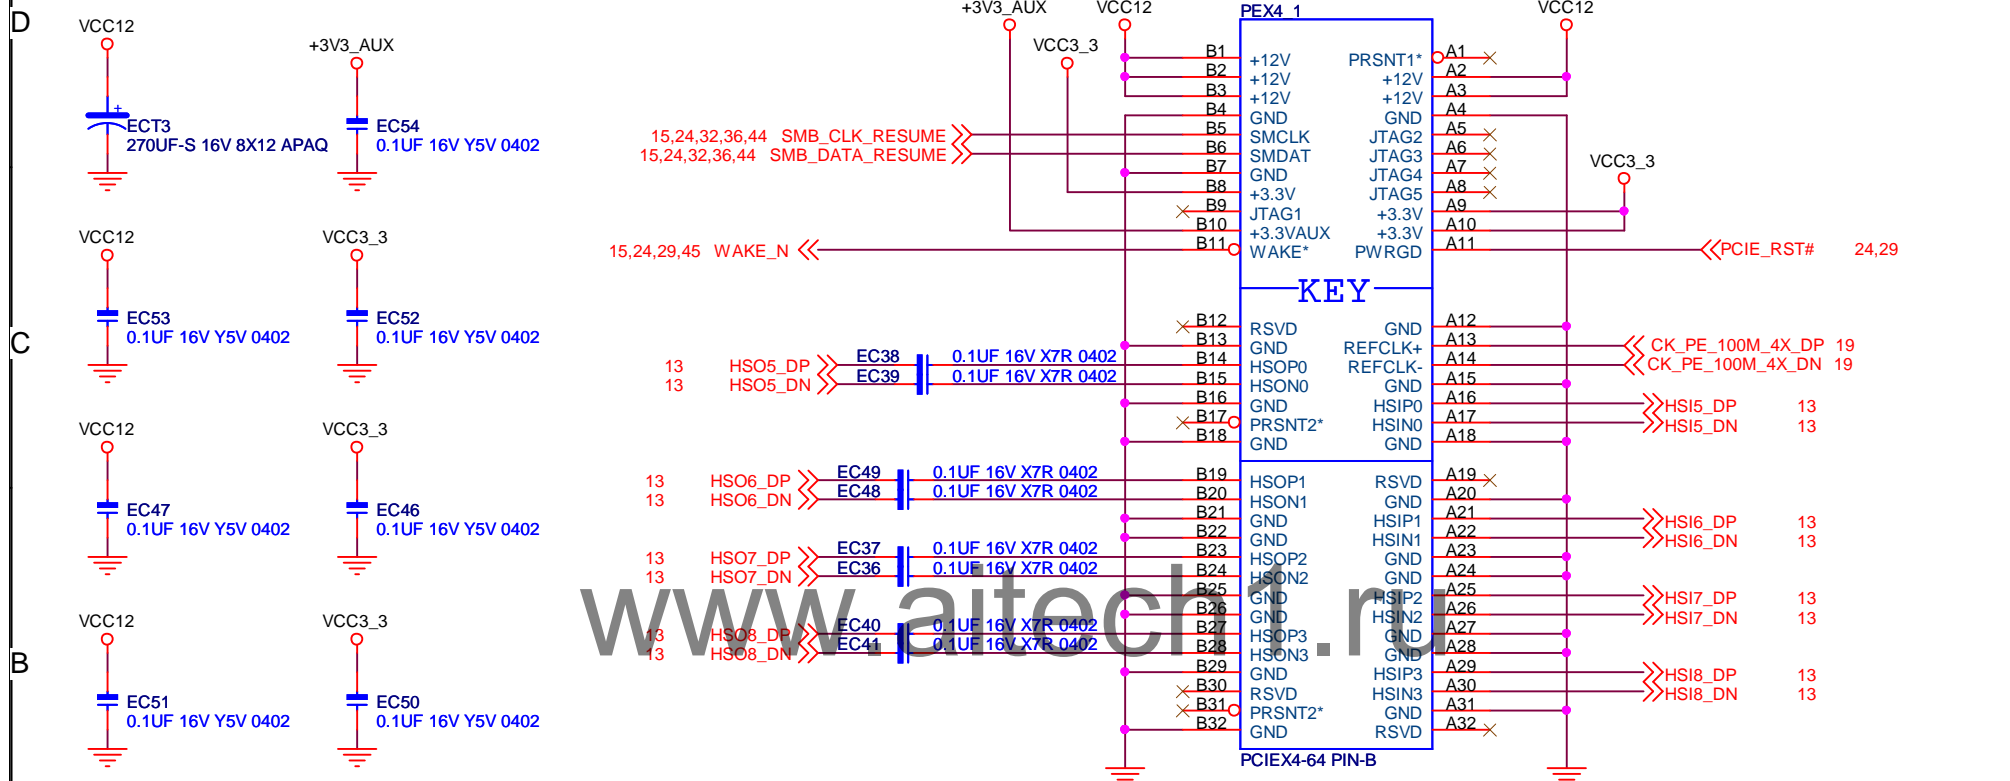 D
VCC12
+3V3_AUX
ECT3
270UF-S 16V 8X12 APAQ
+
EC54
0.1UF 16V Y5V 0402
VCC12
VCC3_3
EC53
0.1UF 16V Y5V 0402
EC52
0.1UF 16V Y5V 0402
C
VCC12
VCC3_3
EC47
0.1UF 16V Y5V 0402
EC46
0.1UF 16V Y5V 0402
VCC12
VCC3_3
B
EC51
0.1UF 16V Y5V 0402
EC50
0.1UF 16V Y5V 0402
+3V3_AUX
VCC12
VCC3_3
PEX4_1
VCC12
VCC3_3
B1 +12V PRSNT1* A1
B2 +12V +12V A2
B3 +12V +12V A3
B4 GND GND A4
15,24,32,36,44 SMB_CLK_RESUME B5 SMCLK JTAG2 A5
15,24,32,36,44 SMB_DATA_RESUME B6 SMDAT JTAG3 A6
B7 GND JTAG4 A7
B8 +3.3V JTAG5 A8
B9 JTAG1 +3.3V A9
B10 +3.3VAUX +3.3V A10
15,24,29,45 WAKE_N B11 WAKE* PWRGD A11 PCIE_RST# 24,29
KEY
B12 RSVD GND A12
B13 GND REFCLK+ A13 CK_PE_100M_4X_DP 19
13 HSO5_DP EC38 0.1UF 16V X7R 0402 B14 HSOP0 REFCLK- A14 CK_PE_100M_4X_DN 19
13 HSO5_DN EC39 0.1UF 16V X7R 0402 B15 HSON0 GND A15
B16 GND HSIP0 A16 HSI5_DP 13
B17 PRSNT2* HSIN0 A17 HSI5_DN 13
B18 GND GND A18
13 HSO6_DP EC49 0.1UF 16V X7R 0402 B19 HSOP1 RSVD A19
13 HSO6_DN EC48 0.1UF 16V X7R 0402 B20 HSON1 GND A20
B21 GND HSIP1 A21 HSI6_DP 13
B22 GND HSIN1 A22 HSI6_DN 13
13 HSO7_DP EC37 0.1UF 16V X7R 0402 B23 HSOP2 GND A23
13 HSO7_DN EC36 0.1UF 16V X7R 0402 B24 HSON2 GND A24
B25 GND HSIP2 A25 HSI7_DP 13
B26 GND HSIN2 A26 HSI7_DN 13
13 HSO8_DP EC40 0.1UF 16V X7R 0402 B27 HSOP3 GND A27
13 HSO8_DN EC41 0.1UF 16V X7R 0402 B28 HSON3 GND A28
B29 GND HSIP3 A29 HSI8_DP 13
B30 RSVD HSIN3 A30 HSI8_DN 13
B31 PRSNT2* GND A31
B32 GND RSVD A32
PCIEX4-64 PIN-B
www.aitech1.ru